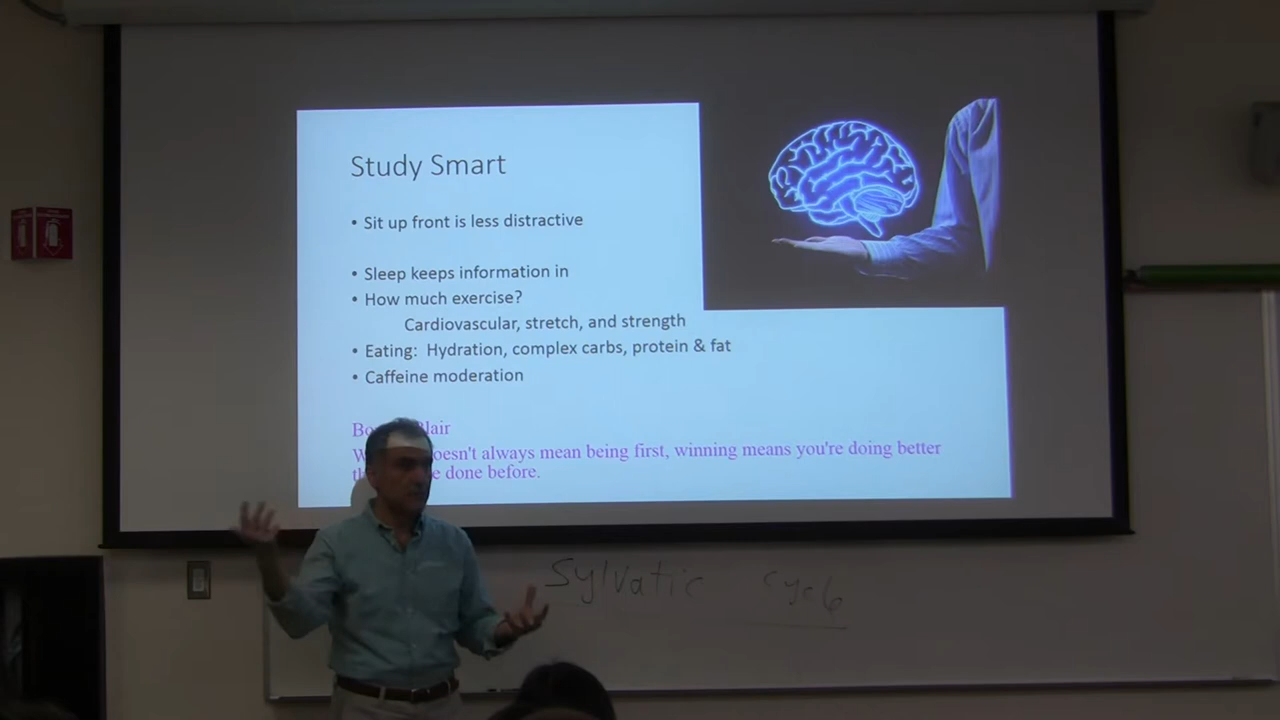 Study Smart
• Sit up front is less distractive
• Sleep keeps information in
• How much exercise?
Cardiovascular, stretch, and strength
• Eating: Hydration, complex carbs, protein & fat
• Caffeine moderation
Blair
always mean being first, winning means you're doing better
done before.
Sylvatic